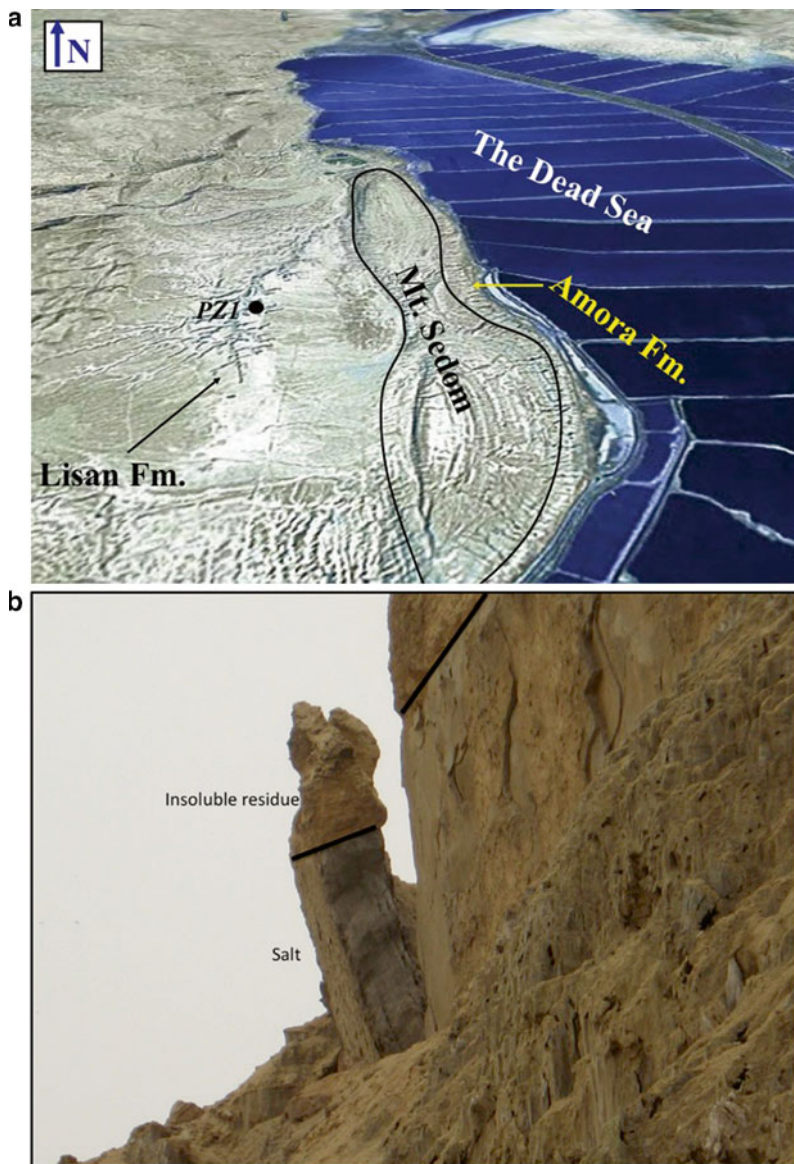 a
N
The Dead Sea
Amora Fm.
Mt. Sedom
PZ1
Lisan Fm.
b
Insoluble residue
Salt